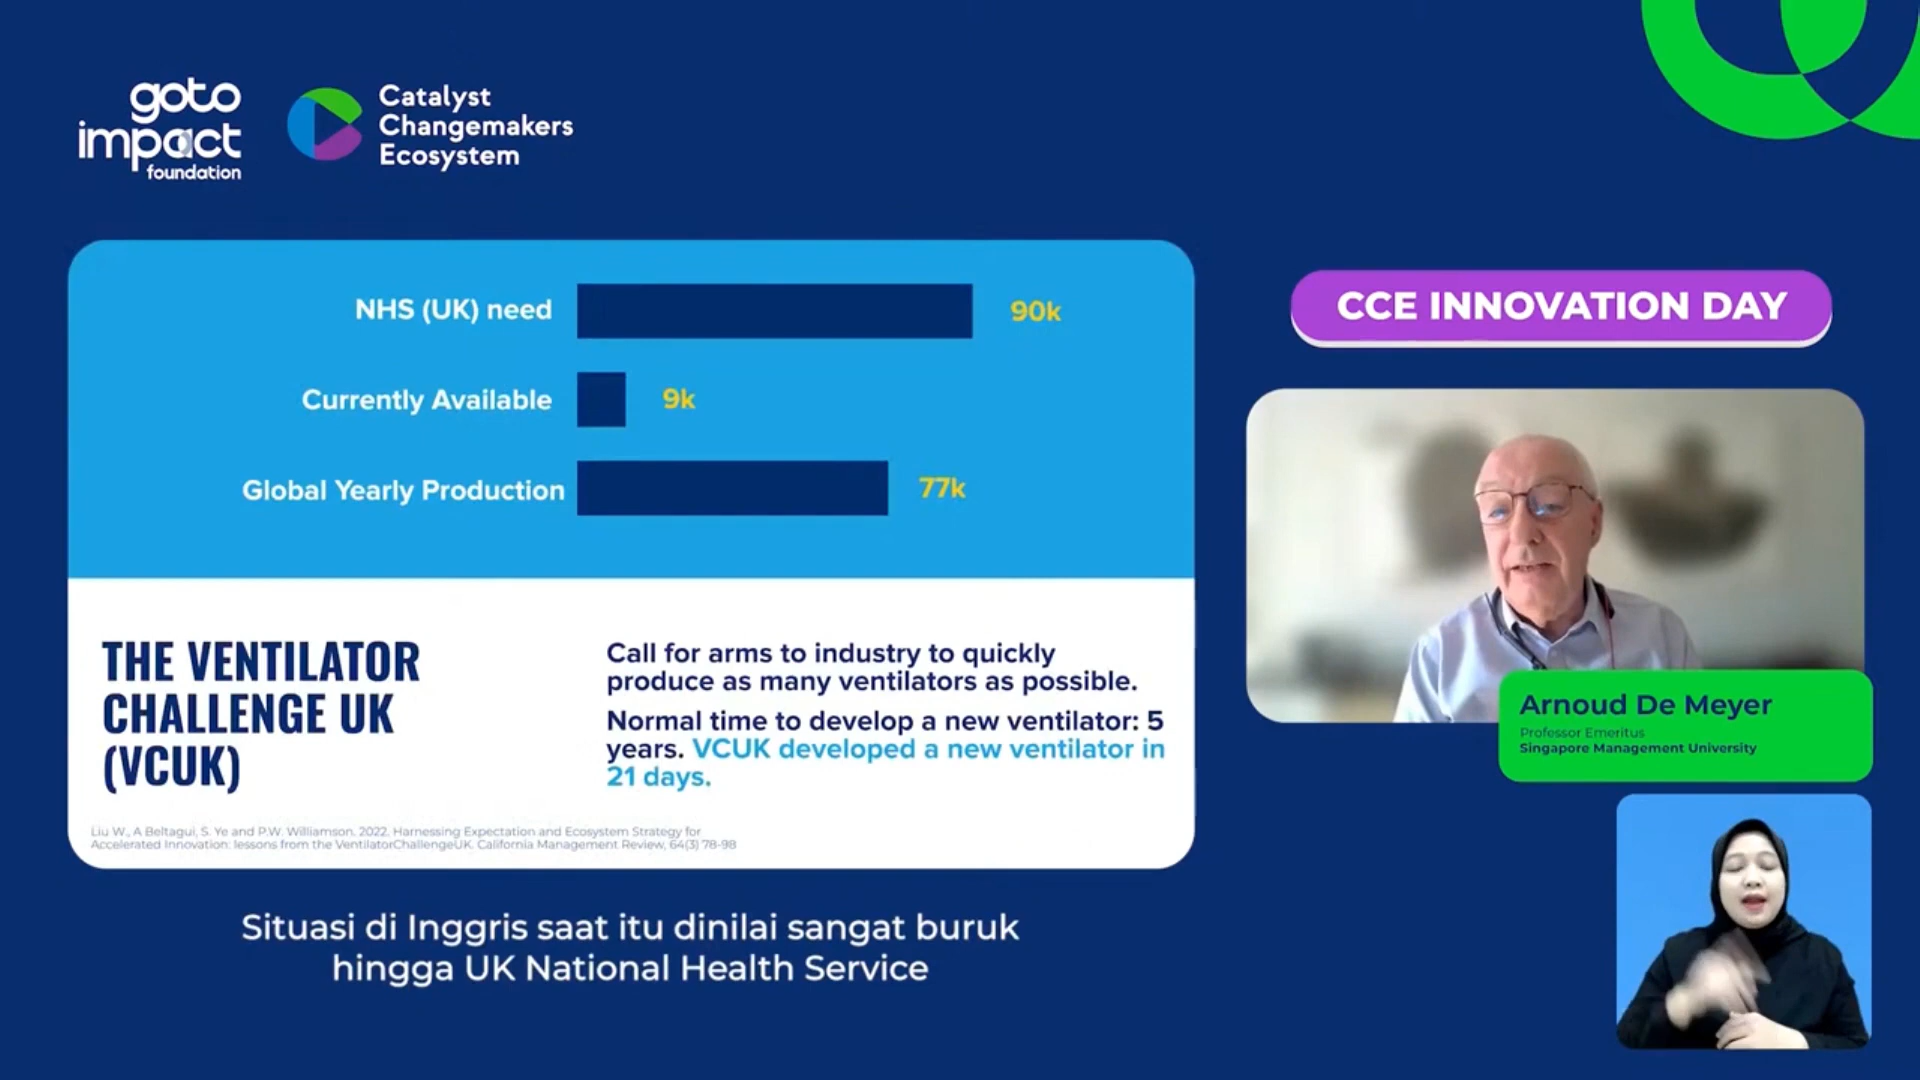 goto
impact
foundation
Catalyst
Changemakers
Ecosystem
NHS (UK) need
90k
Currently Available
9k
Global Yearly Production
77k
THE VENTILATOR
CHALLENGE UK
(VCUK)
Call for arms to industry to quickly
produce as many ventilators as possible.
Normal time to develop a new ventilator: 5
years. VCUK developed a new ventilator in
21 days.
Liu W., A Beltagui, S. Ye and P.W. Williamson. 2022. Harnessing Expectation and Ecosystem Strategy for
Accelerated Innovation: lessons from the VentilatorChallengeUK. California Management Review, 64(3) 78-98
CCE INNOVATION DAY
Arnoud De Meyer
Professor Emeritus
Singapore Management University
Situasi di Inggris saat itu dinilai sangat buruk
hingga UK National Health Service